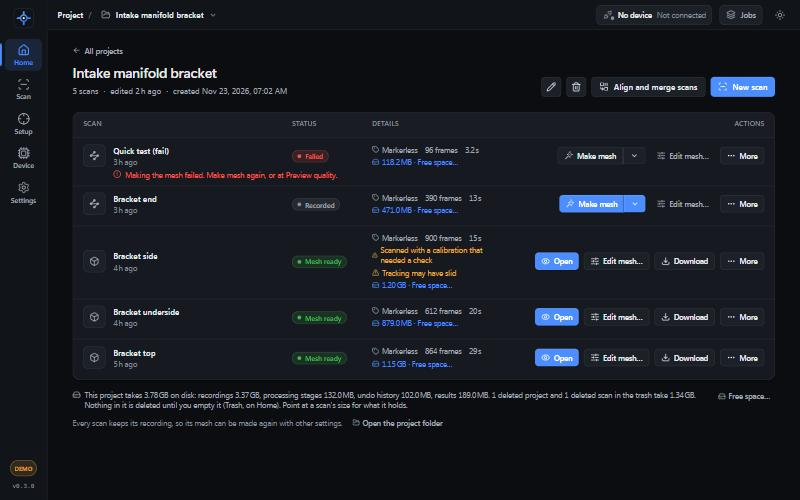 Project /
Intake manifold bracket
No device Not connected
Jobs
Home
Scan
Setup
Device
Settings
DEMO
v0.3.0
All projects
Intake manifold bracket
5 scans · edited 2 h ago · created Nov 23, 2026, 07:02 AM
Align and merge scans
New scan
SCAN STATUS DETAILS ACTIONS
Quick test (fail)
3 h ago
Making the mesh failed. Make mesh again, or at Preview quality.
Failed
Markerless 96 frames 3.2s
118.2 MB · Free space...
Make mesh
Edit mesh...
More
Bracket end
3 h ago
Recorded
Markerless 390 frames 13s
471.0 MB · Free space...
Make mesh
Edit mesh...
More
Bracket side
4 h ago
Mesh ready
Markerless 900 frames 15s
Scanned with a calibration that
needed a check
Tracking may have slid
1.20 GB · Free space...
Open
Edit mesh...
Download
More
Bracket underside
4 h ago
Mesh ready
Markerless 612 frames 20s
879.0 MB · Free space...
Open
Edit mesh...
Download
More
Bracket top
5 h ago
Mesh ready
Markerless 864 frames 29s
1.15 GB · Free space...
Open
Edit mesh...
Download
More
This project takes 3.78 GB on disk: recordings 3.37 GB, processing stages 132.0 MB, undo history 102.0 MB, results 189.0 MB. 1 deleted project and 1 deleted scan in the trash take 1.34 GB.
Nothing in it is deleted until you empty it (Trash, on Home). Point at a scan's size for what it holds.
Free space...
Every scan keeps its recording, so its mesh can be made again with other settings.
Open the project folder